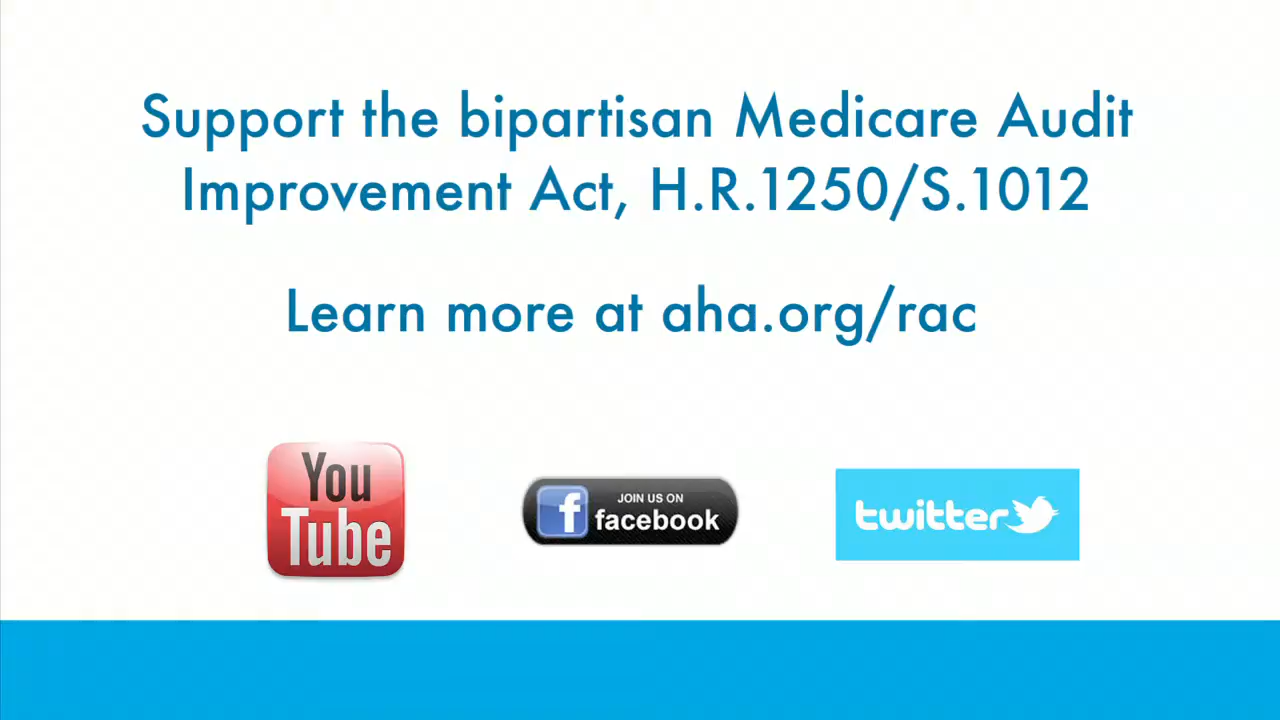 Support the bipartisan Medicare Audit
Improvement Act, H.R.1250/S.1012
Learn more at aha.org/rac
You
Tube
f
JOIN US ON
facebook
twitter